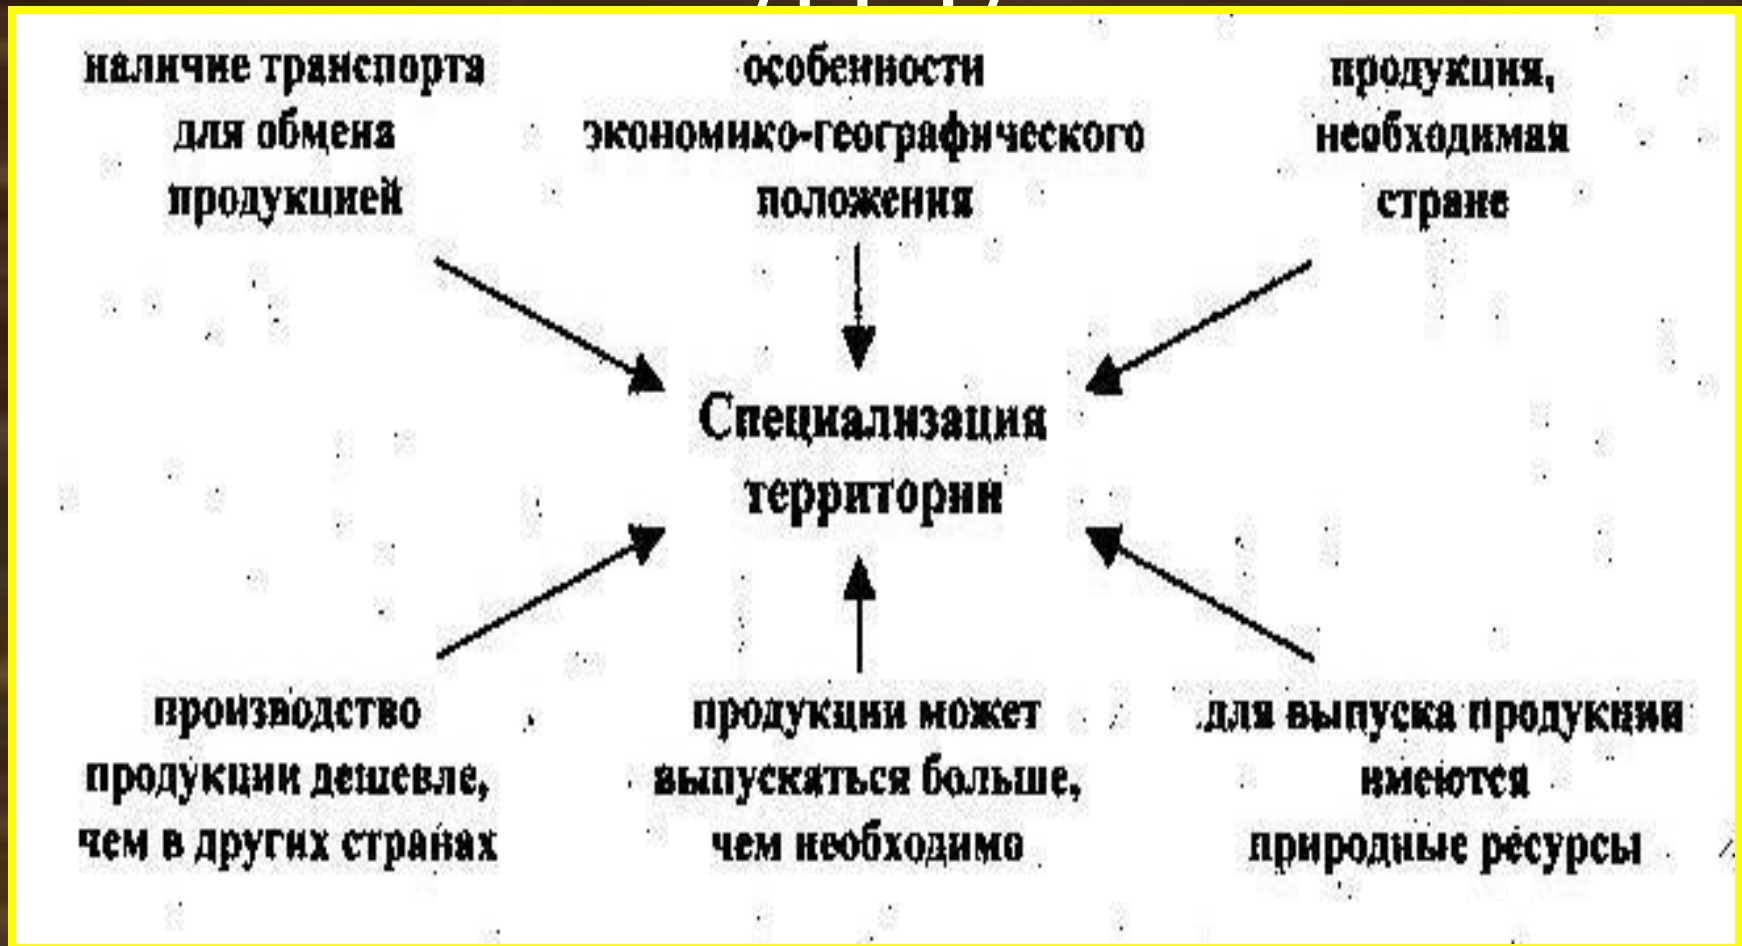 наличие транспорта
для обмена
продукцией
особенности
экономико-географического
положения
продукция,
необходимая
стране
Специализация
территории
производство
продукции дешевле,
чем в других странах
продукции может
выпускаться больше,
чем необходимо
для выпуска продукции
имеются
природные ресурсы